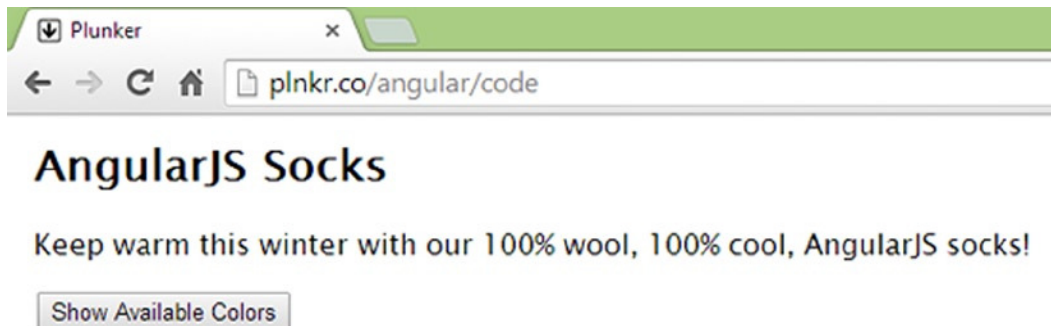 Plunker
plnkr.co/angular/code
AngularJS Socks
Keep warm this winter with our 100% wool, 100% cool, AngularJS socks!
Show Available Colors